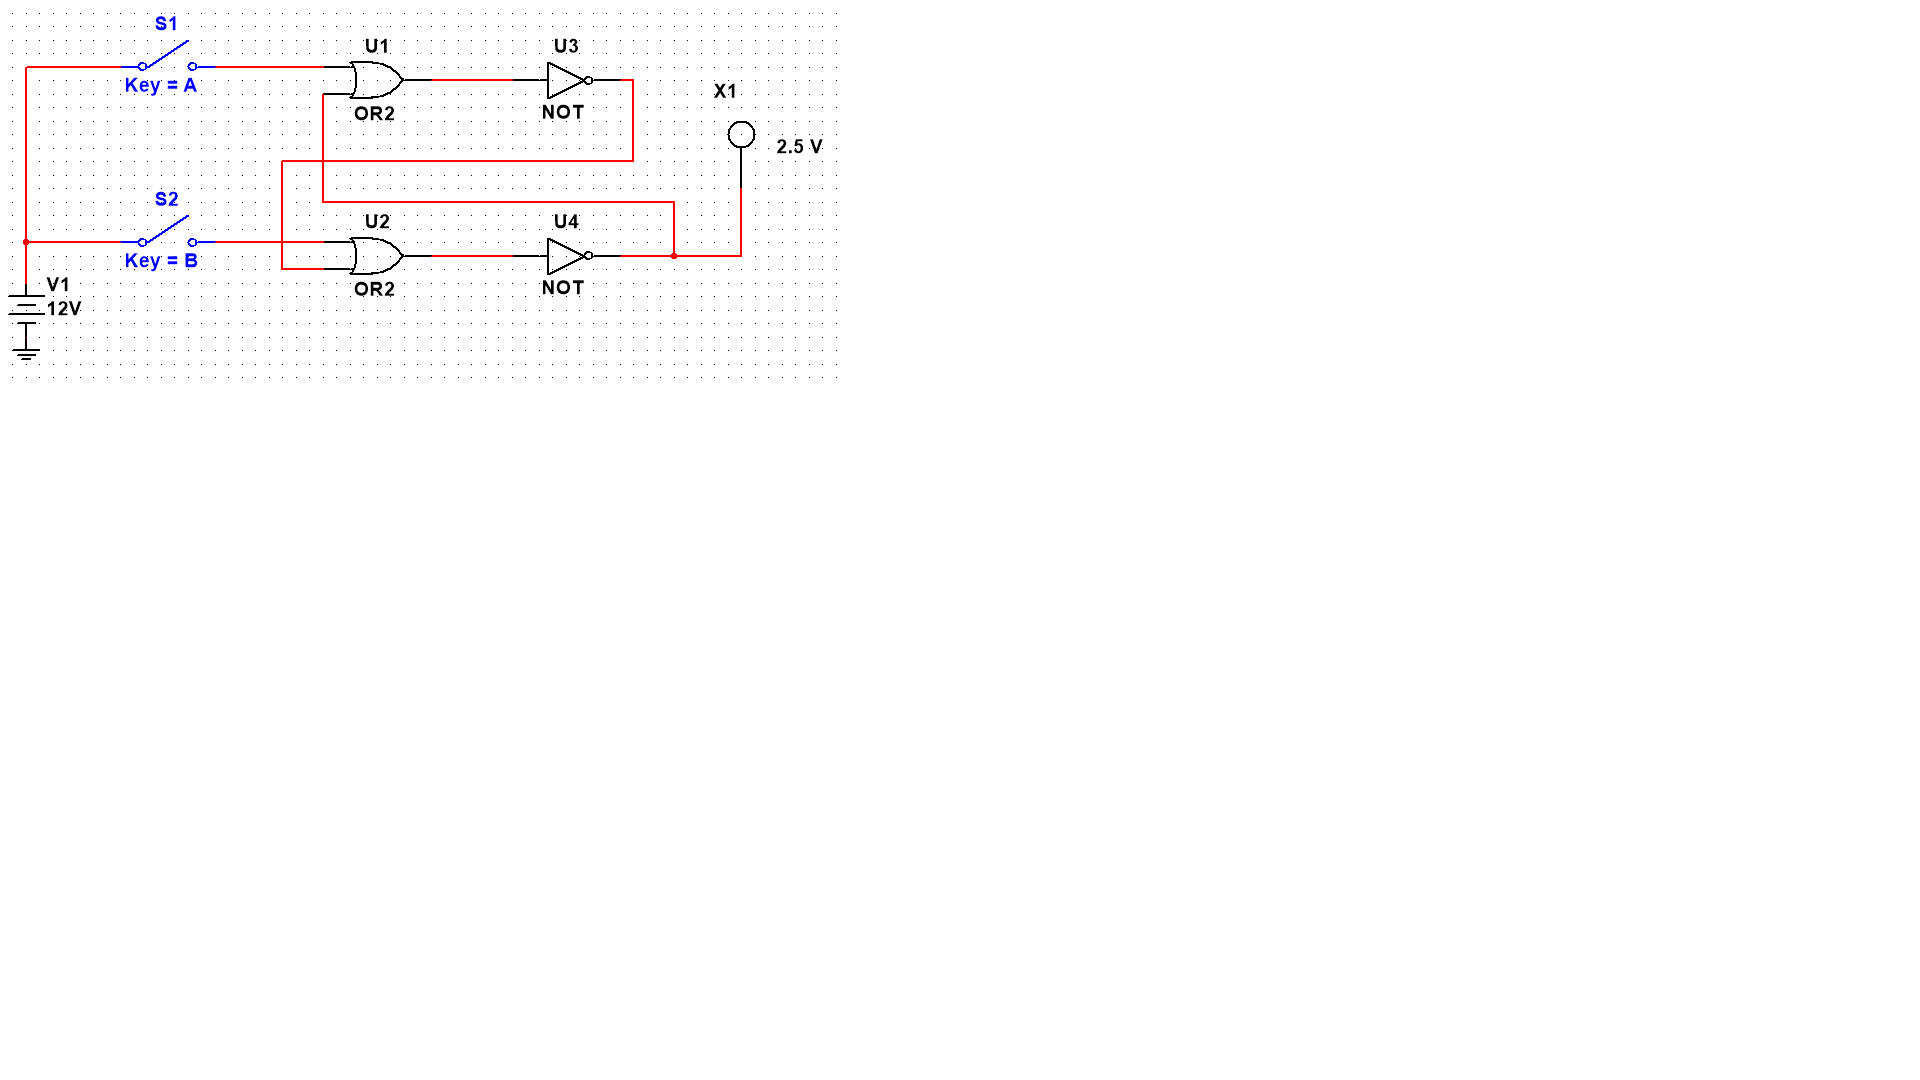 S1
Key = A
U1
OR2
U3
NOT
X1
2.5 V
S2
Key = B
U2
OR2
U4
NOT
V1
12V